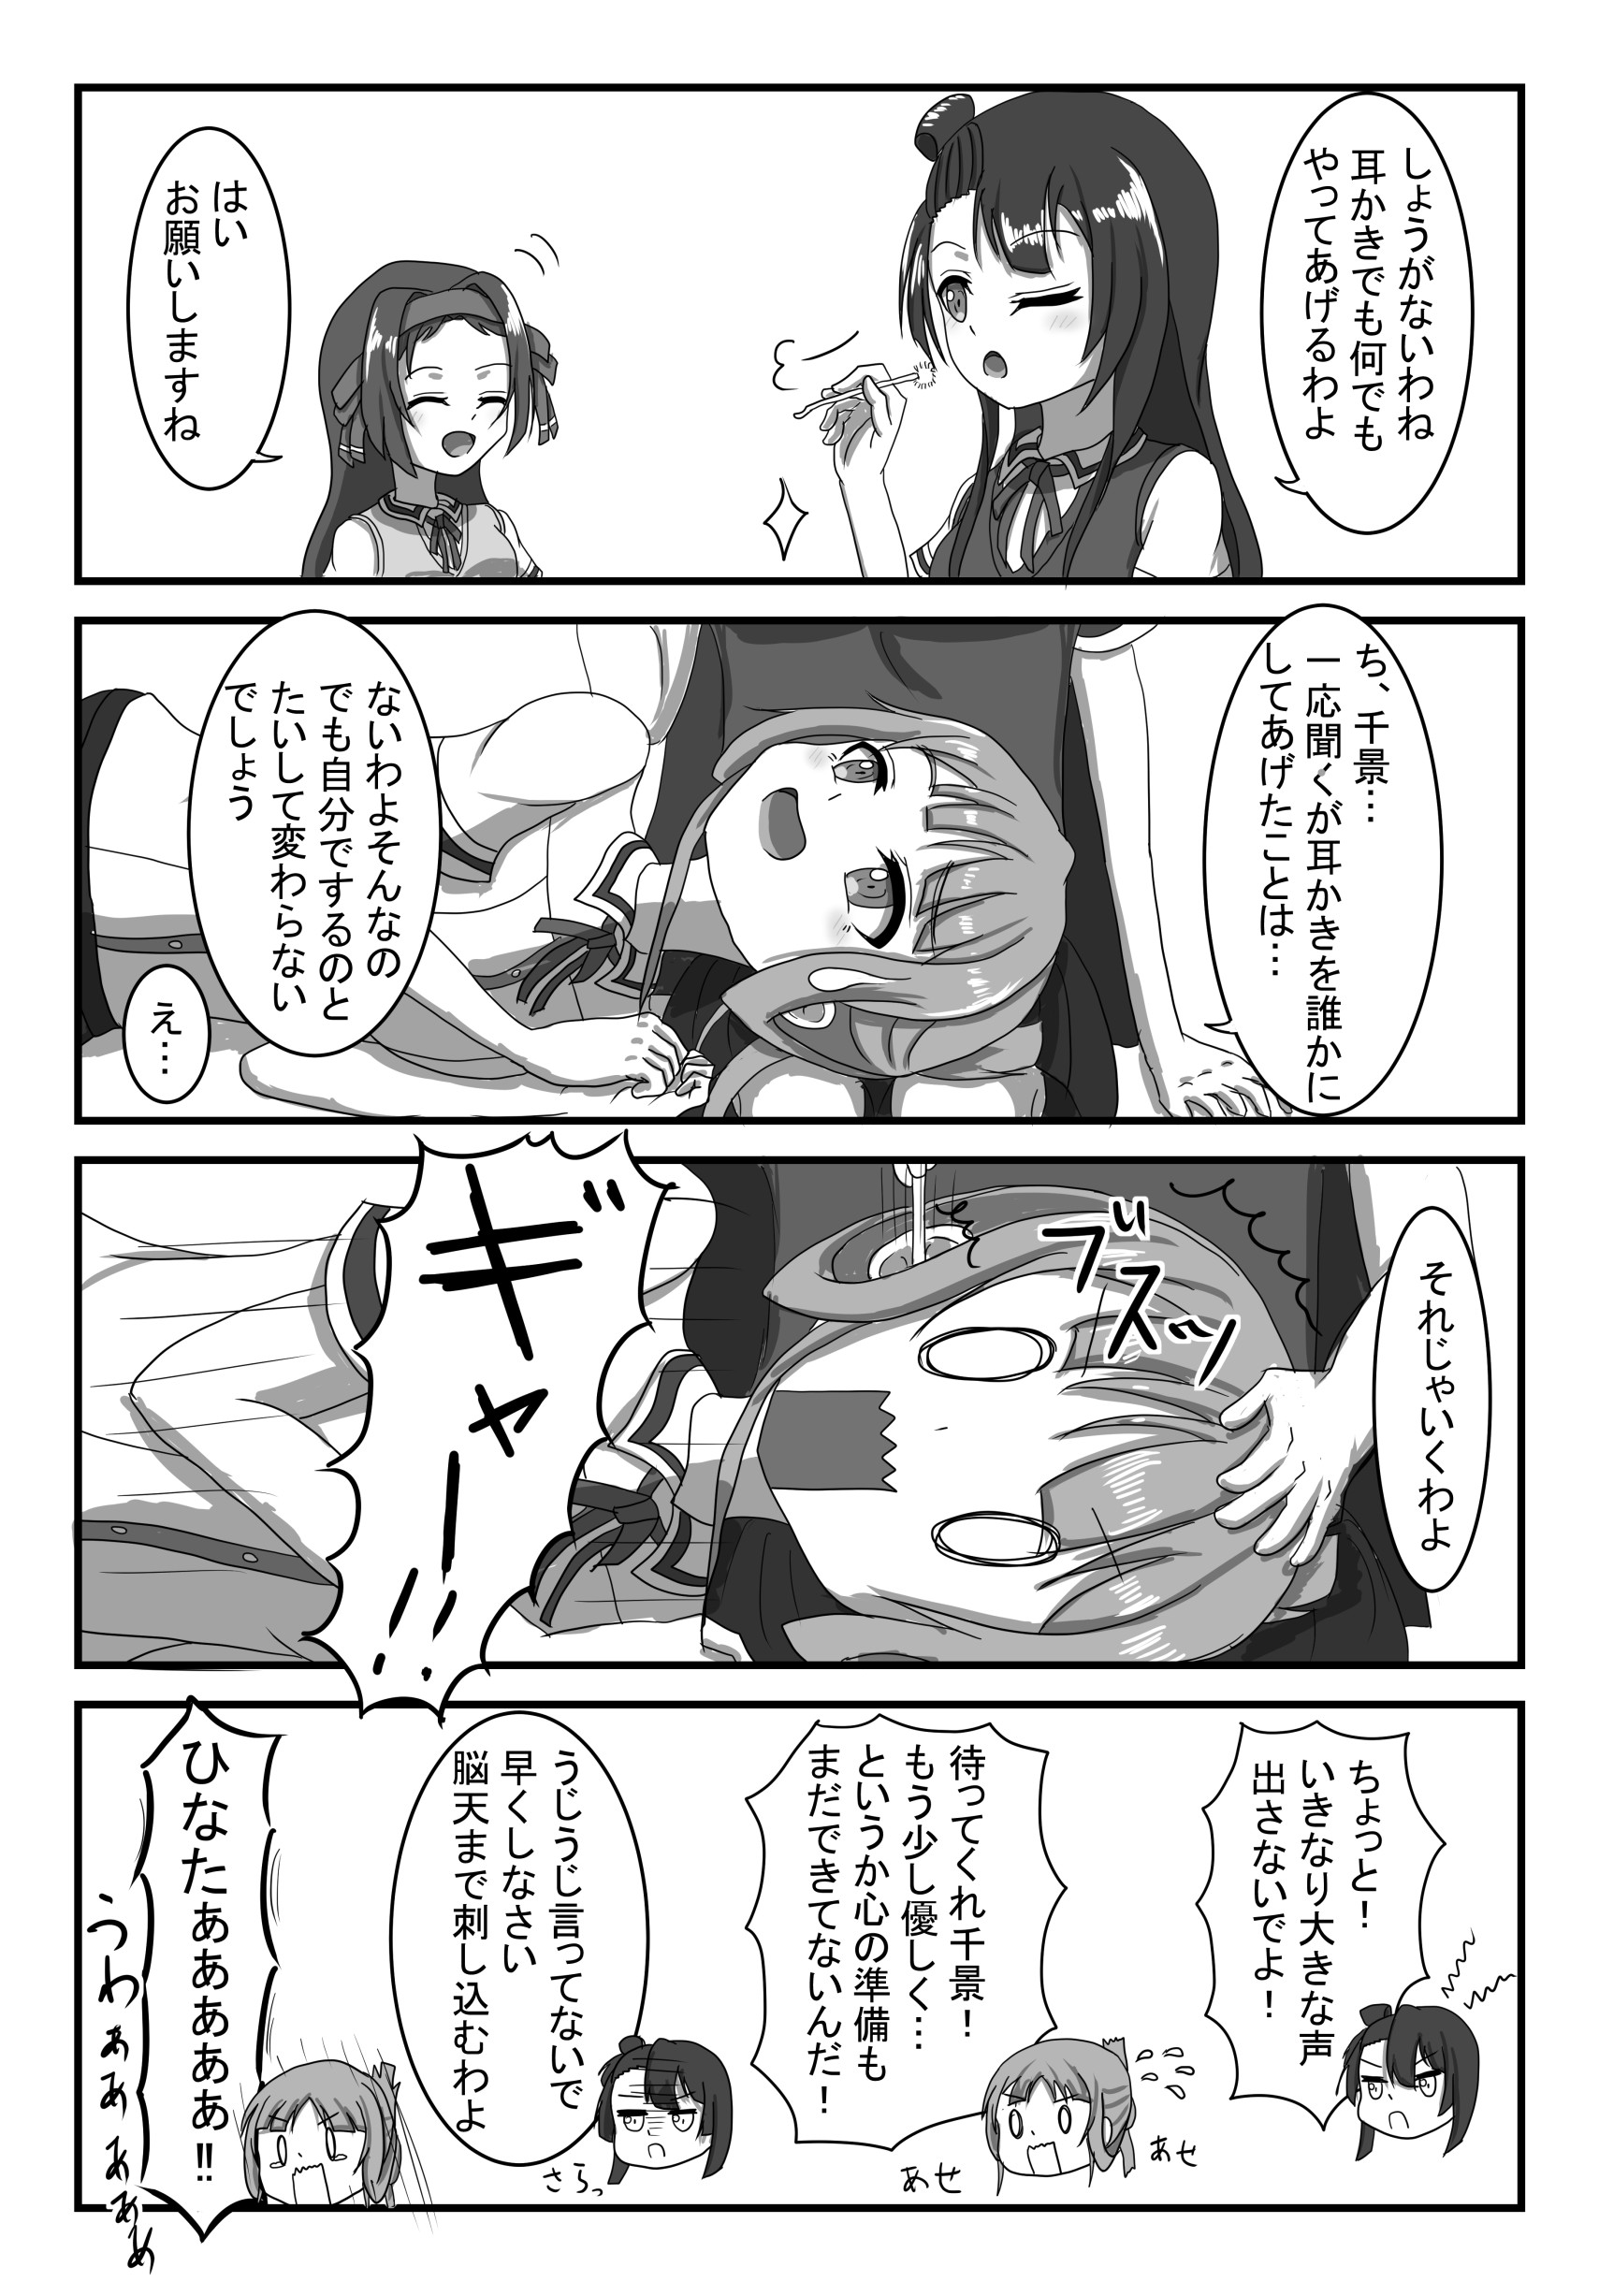 しょうがないわね
耳かきでも何でも
やってあげるわよ
はい
お願いしますね
ち、千景…
一応聞くが耳かきを誰かに
してあげたことは…
ないわよそんなの
でも自分でするのと
たいして変わらない
でしょう
え…
それじゃいくわよ
ブスッ
ギャー!!
ちょっと！
いきなり大きな声
出さないでよ！
待ってくれ千景！
もう少し優しく…
というか心の準備も
まだできてないんだ！
あせ
あせ
うじうじ言ってないで
早くしなさい
脳天まで刺し込むわよ
さらっ
ひなたぁぁぁぁぁぁ!!
うわぁぁぁぁぁ